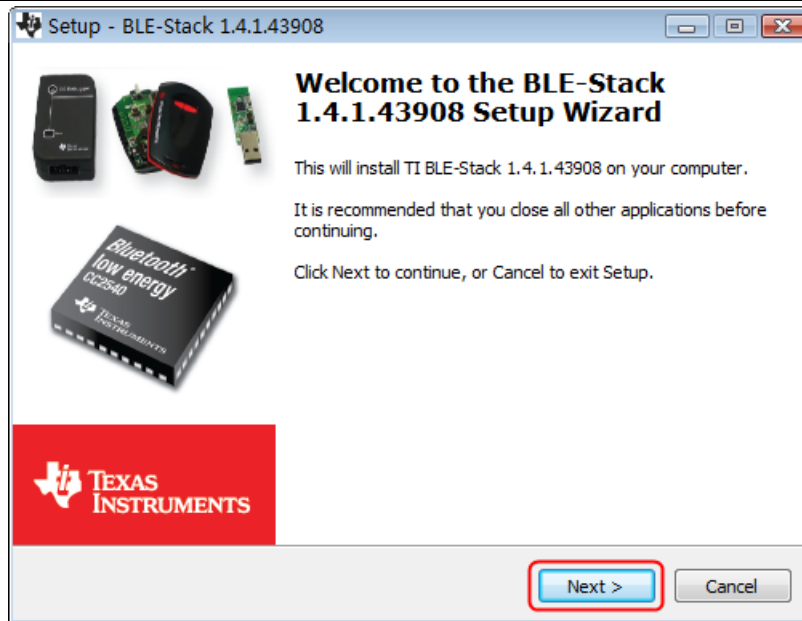 Setup - BLE-Stack 1.4.1.43908
Welcome to the BLE-Stack
1.4.1.43908 Setup Wizard
This will install TI BLE-Stack 1.4.1.43908 on your computer.
It is recommended that you close all other applications before
continuing.
Click Next to continue, or Cancel to exit Setup.
Bluetooth®
low energy
CC2540
TEXAS
INSTRUMENTS
TEXAS
INSTRUMENTS
Next >
Cancel